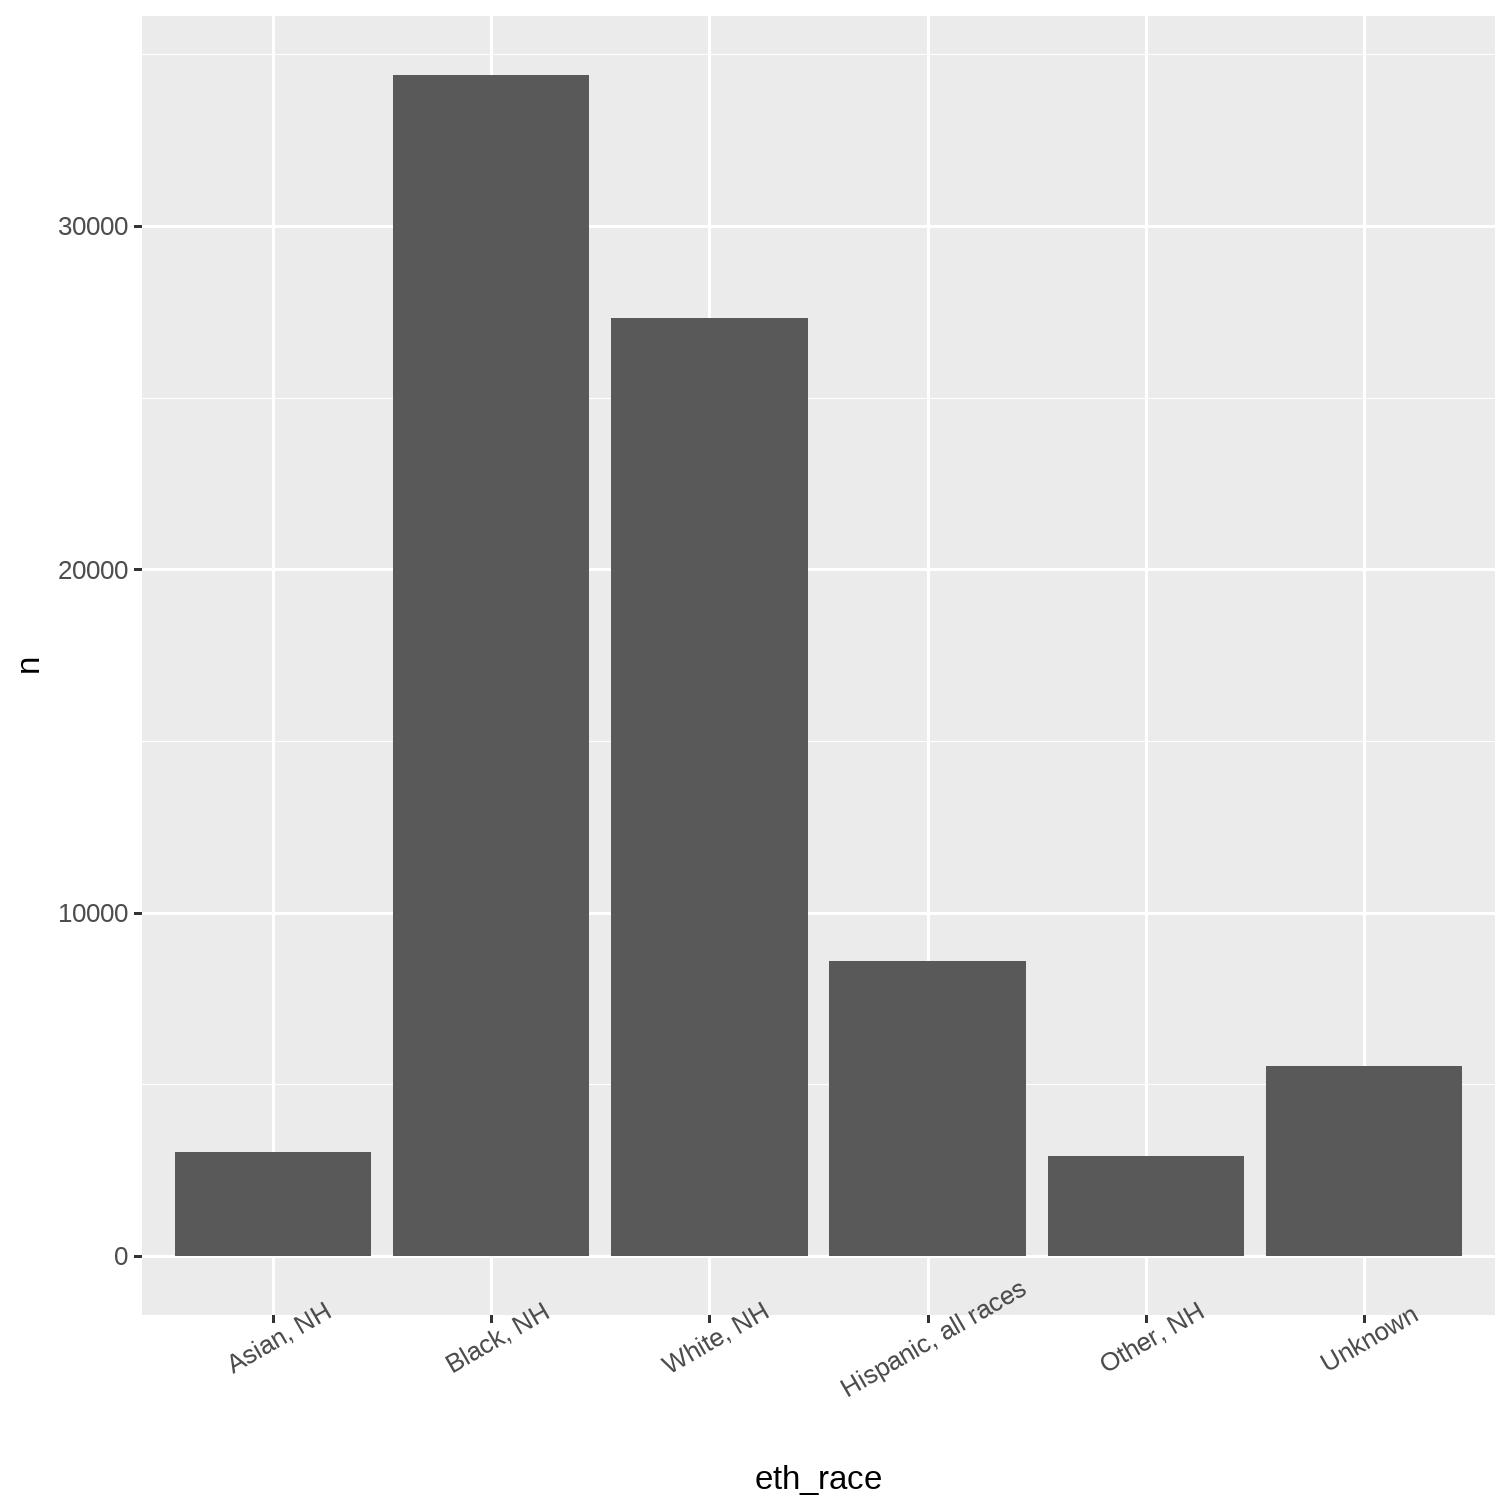 30000
20000
n
10000
0
Asian, NH
Black, NH
White, NH
Hispanic, all races
Other, NH
Unknown
eth_race